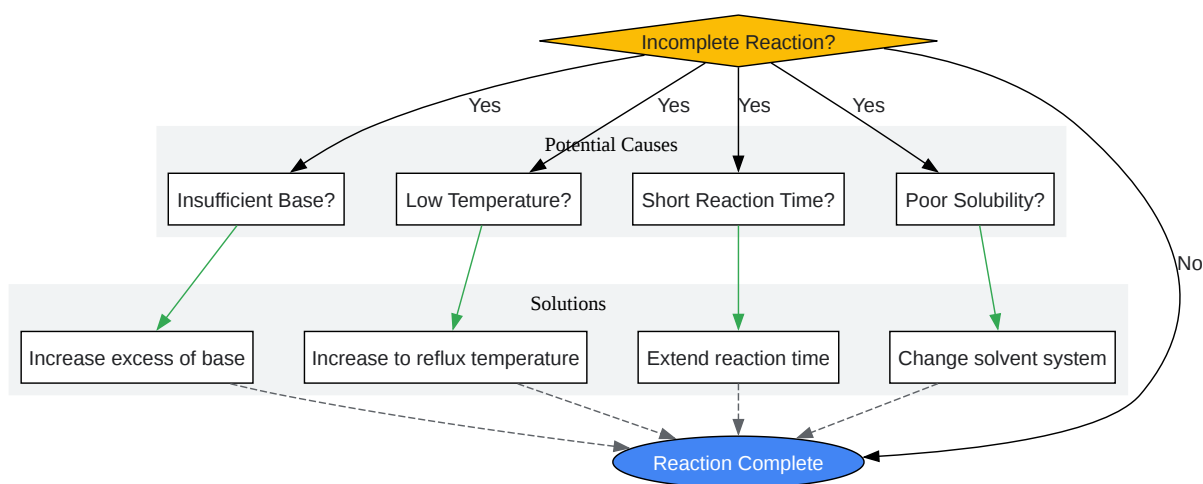 Incomplete Reaction?
Yes
Yes
Yes
Yes
Potential Causes
Insufficient Base?
Low Temperature?
Short Reaction Time?
Poor Solubility?
No
Solutions
Increase excess of base
Increase to reflux temperature
Extend reaction time
Change solvent system
Reaction Complete